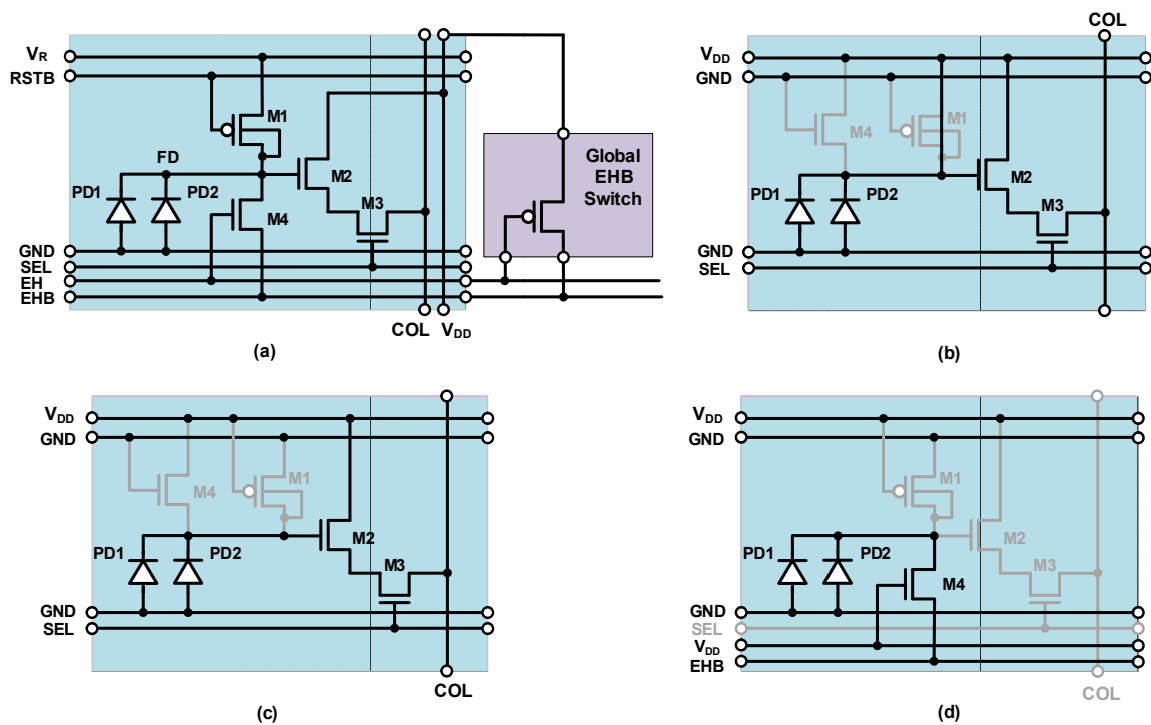 COL
VR
RSTB
M1
FD
PD1
PD2
M2
M3
M4
GND
SEL
EH
EHB
COL
VDD
Global
EHB
Switch
(a)
COL
VDD
GND
M4
M1
PD1
PD2
M2
M3
GND
SEL
(b)
VDD
GND
M4
M1
PD1
PD2
M2
M3
GND
SEL
COL
(c)
VDD
GND
M1
PD1
PD2
M2
M3
M4
GND
SEL
VDD
EHB
COL
(d)